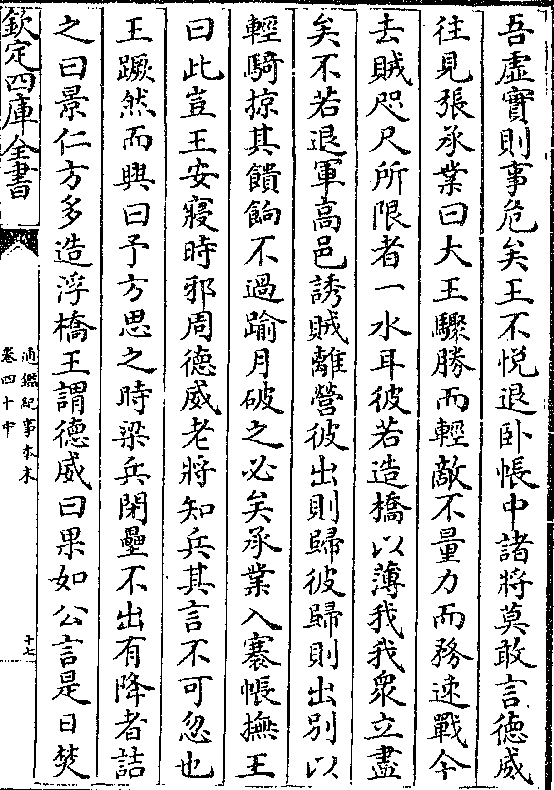 吾虛實則事危矣王不悅退卧帳中諸將莫敢言德威
往見張承業曰大王驟勝而輕敵不量力而務速戰今
去賊咫尺所限者一水耳彼若造橋以薄我我衆立盡
矣不若退軍高邑誘賊離營彼出則歸彼歸則出別以
輕騎掠其饋餉不過踰月破之必矣承業入褰帳撫王
曰此豈王安寢時邪周德威老將知兵其言不可忽也
王蹶然而興曰予方思之時梁兵閉壘不出有降者詰
之曰景仁方多造浮橋王謂德威曰果如公言是日焚
欽定四庫全書
通鑑紀事本末
卷四十中
十七